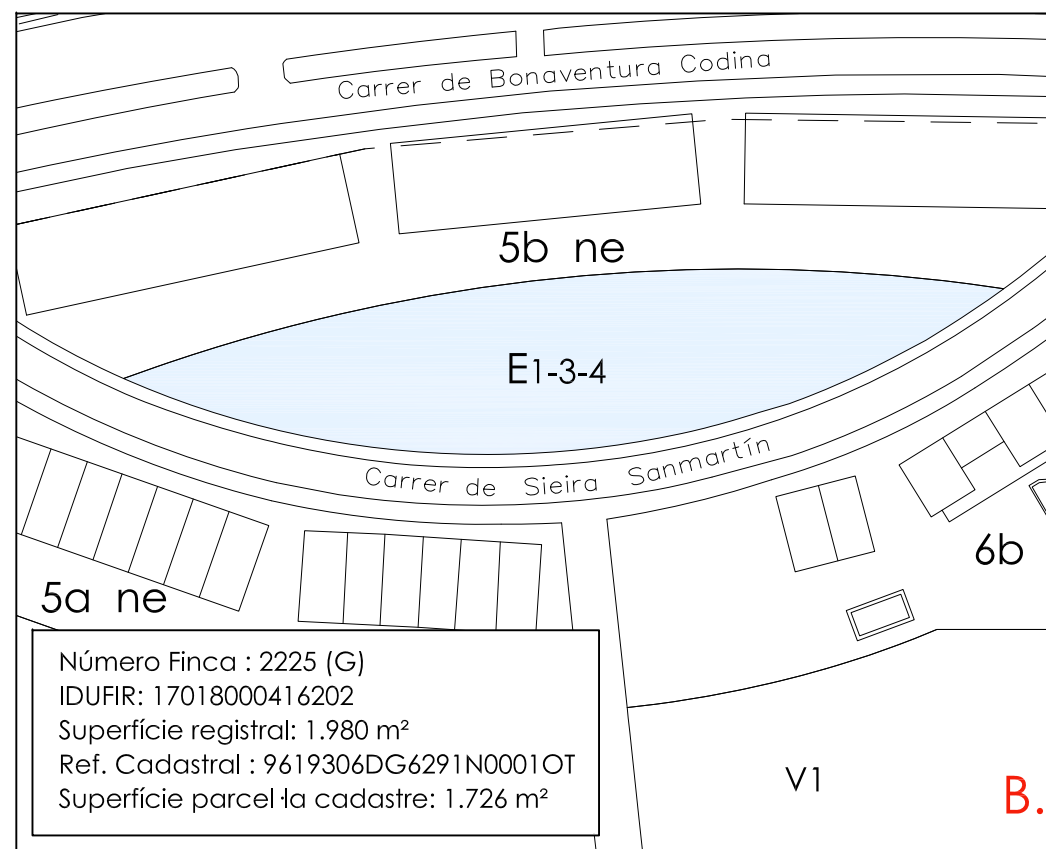 Carrer de Bonaventura Codina
5b ne
E1-3-4
Carrer de Sieira Sanmartín
6b
5a ne
Número Finca : 2225 (G)
IDUFIR: 17018000416202
Superfície registral: 1.980 m²
Ref. Cadastral : 9619306DG6291N0001OT
Superfície parcel·la cadastre: 1.726 m²
V1
B.